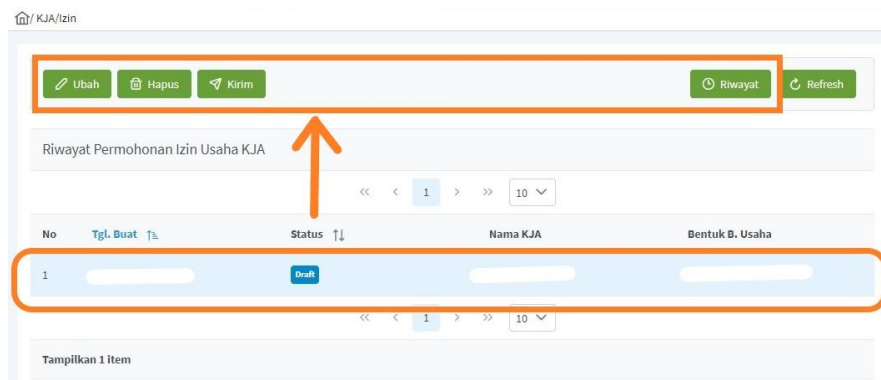 / KJA/Izin
Ubah Hapus Kirim Riwayat Refresh
Riwayat Permohonan Izin Usaha KJA
<< < 1 > >> 10
No Tgl. Buat Status Nama KJA Bentuk B. Usaha
1 Draft
<< < 1 > >> 10
Tampilkan 1 item